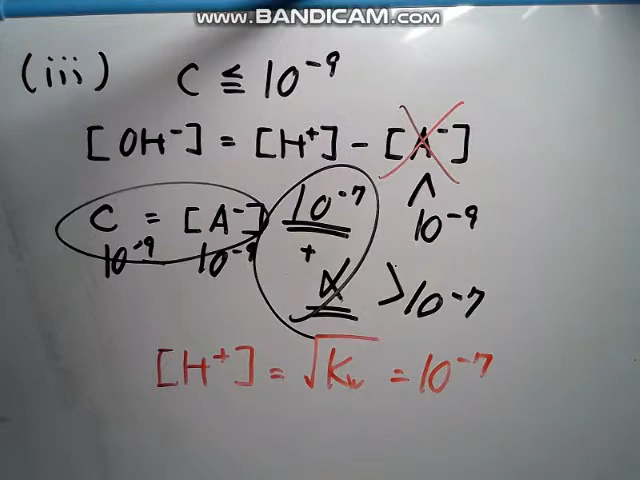 www.BANDICAM.com
(iii) C ≦ 10⁻⁹
[OH⁻] = [H⁺] - [A⁻]
C = [A⁻] 10⁻⁷ ∧ 10⁻⁹
10⁻⁹ 10⁻⁹ +
α > 10⁻⁷
[H⁺] = √Kw = 10⁻⁷